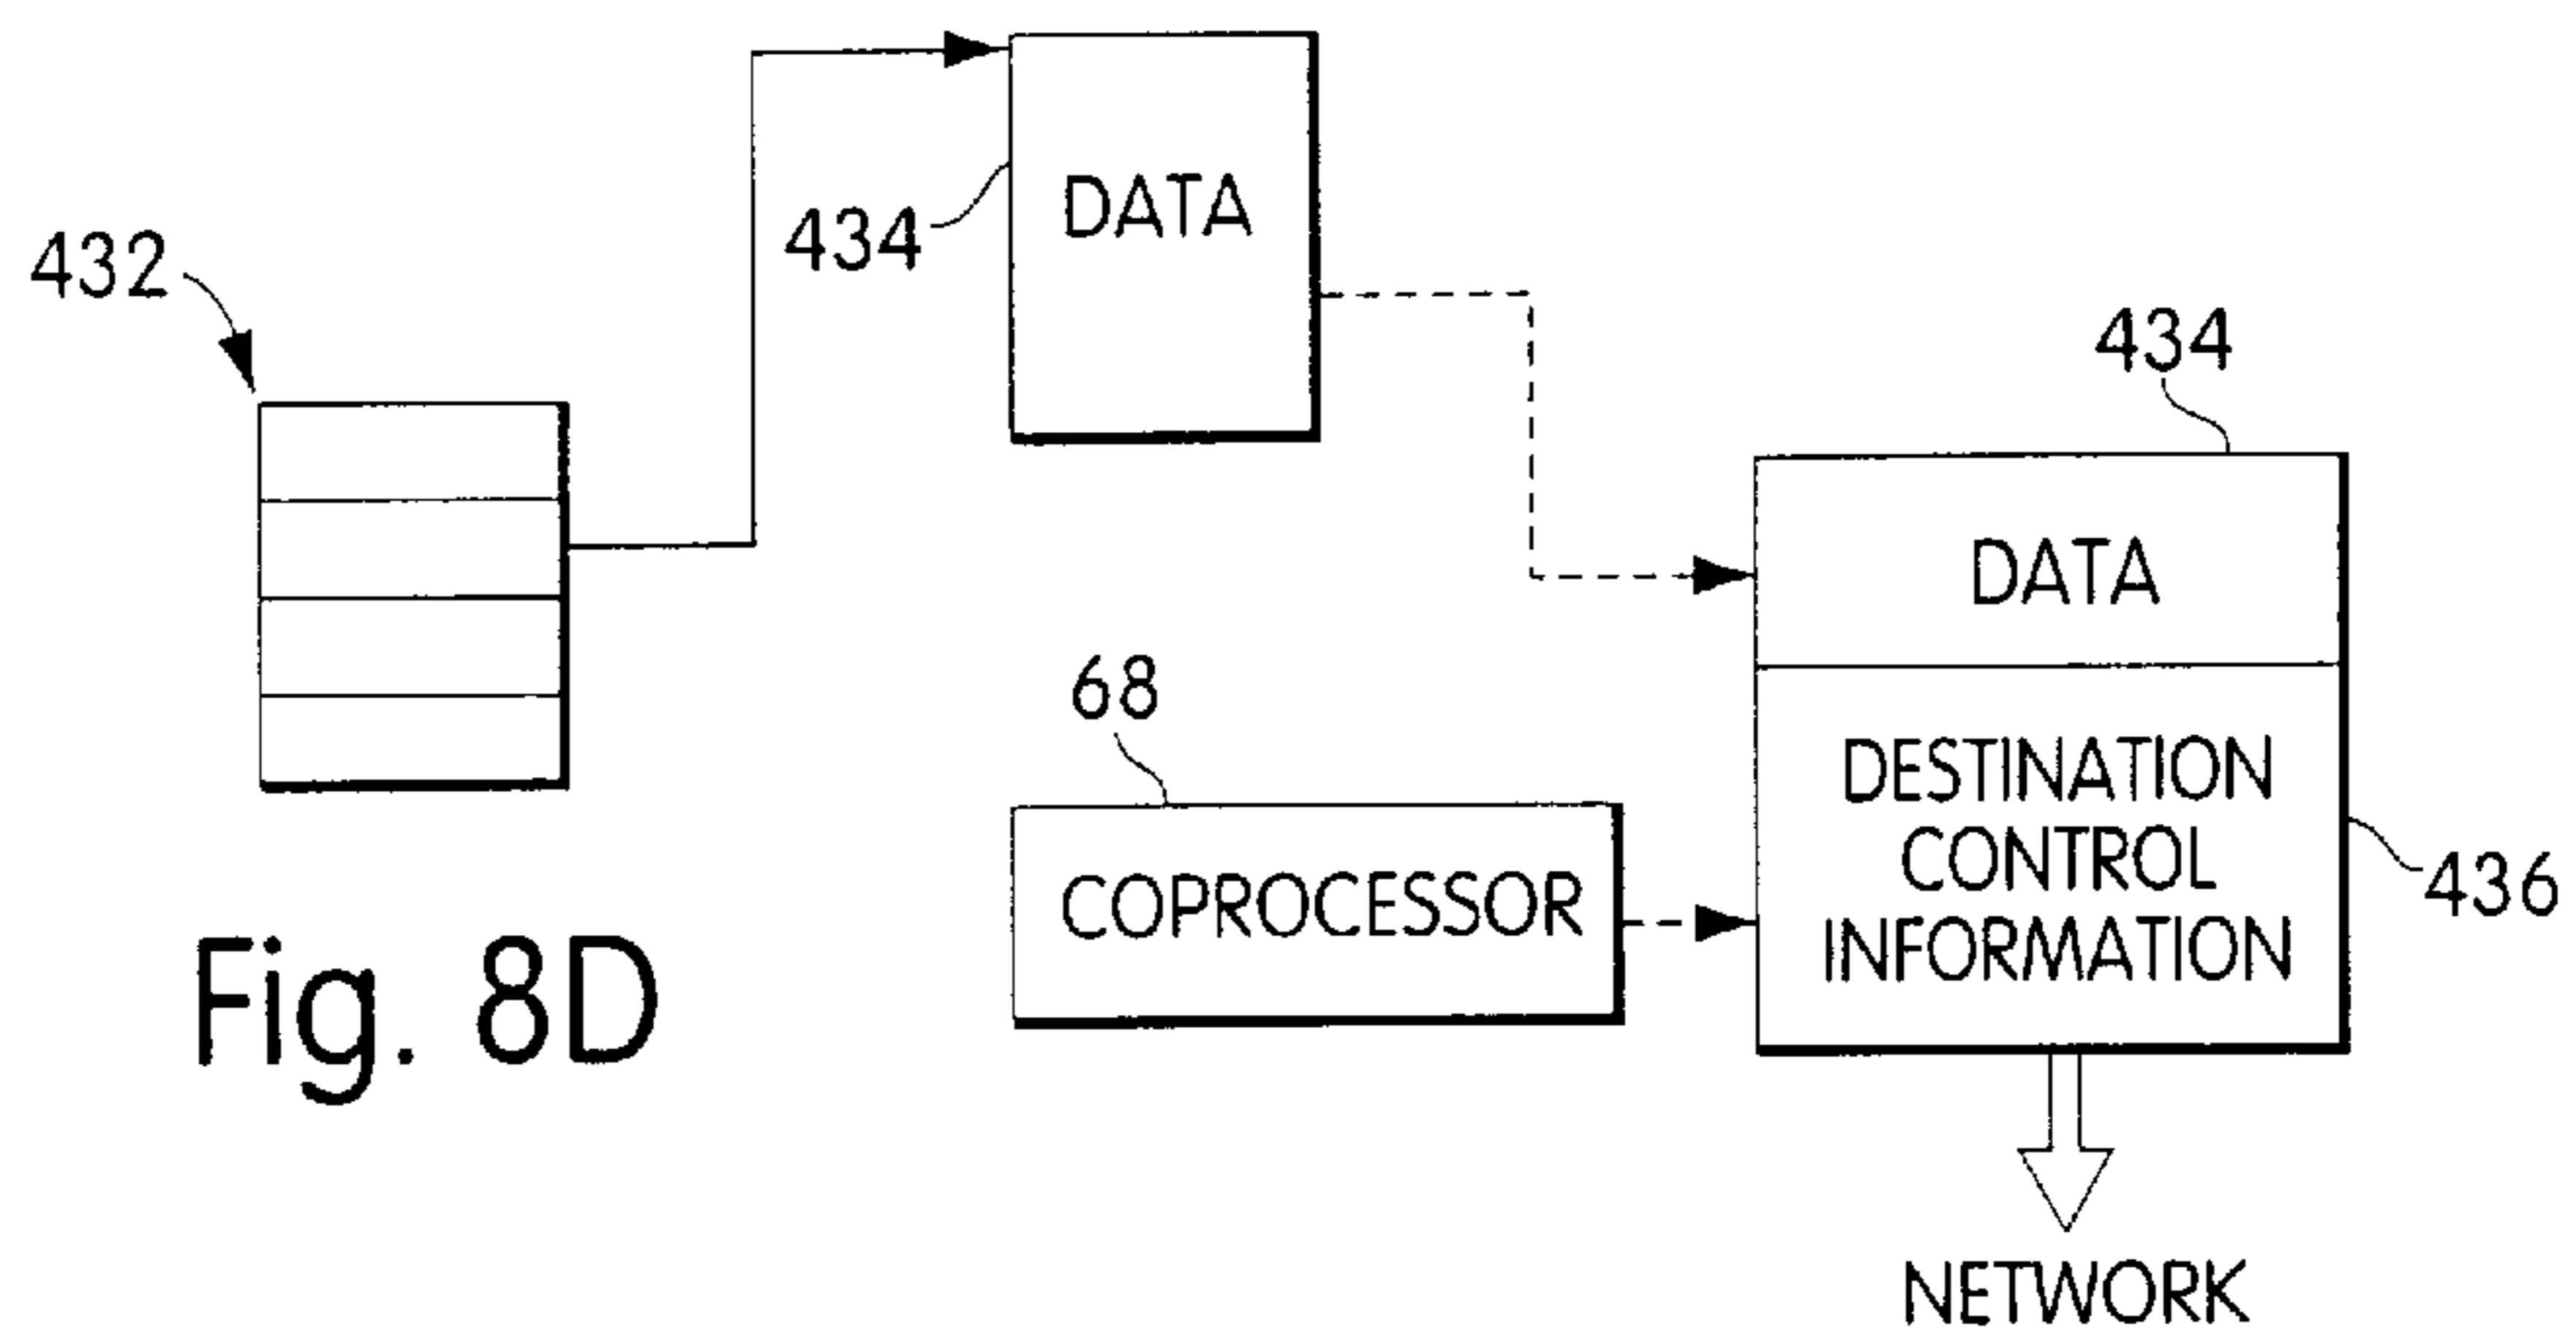 434
DATA
432
434
DATA
68
COPROCESSOR
DESTINATION
CONTROL
INFORMATION
436
Fig. 8D
NETWORK